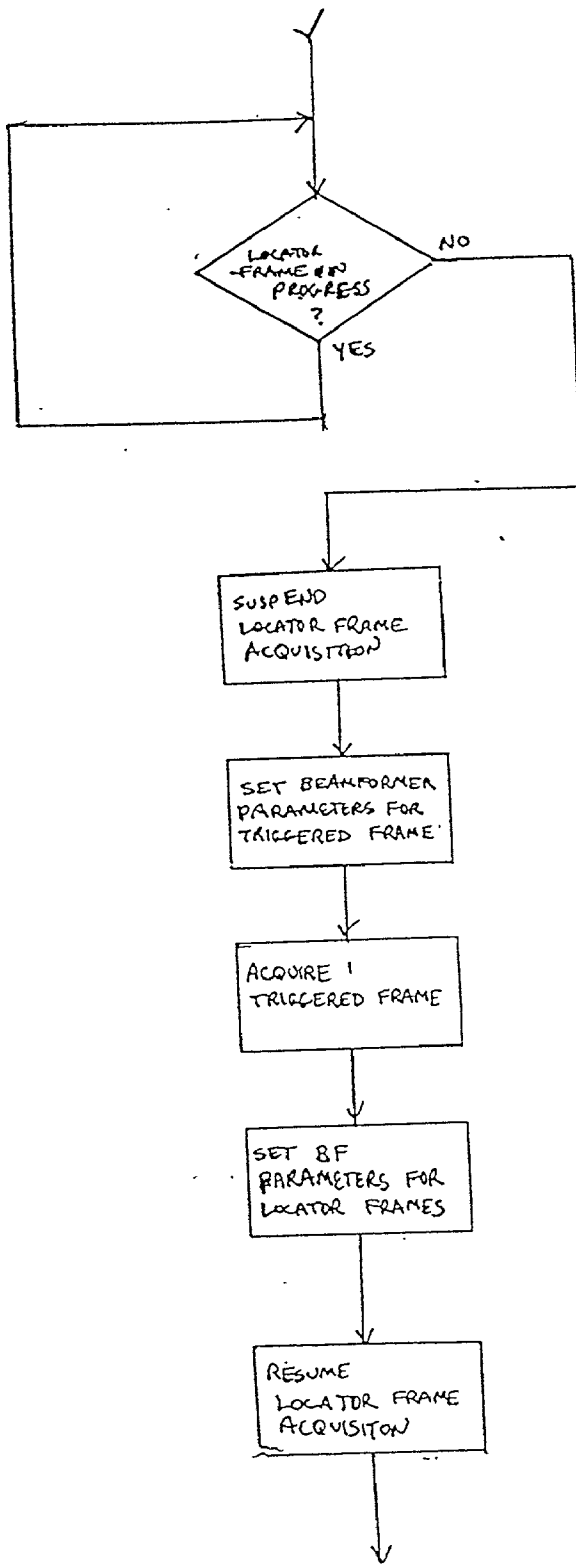 LOCATOR
FRAME IN
PROGRESS
?
NO
YES
SUSPEND
LOCATOR FRAME
ACQUISITION
SET BEAMFORMER
PARAMETERS FOR
TRIGGERED FRAME
ACQUIRE 1
TRIGGERED FRAME
SET BF
PARAMETERS FOR
LOCATOR FRAMES
RESUME
LOCATOR FRAME
ACQUISITON